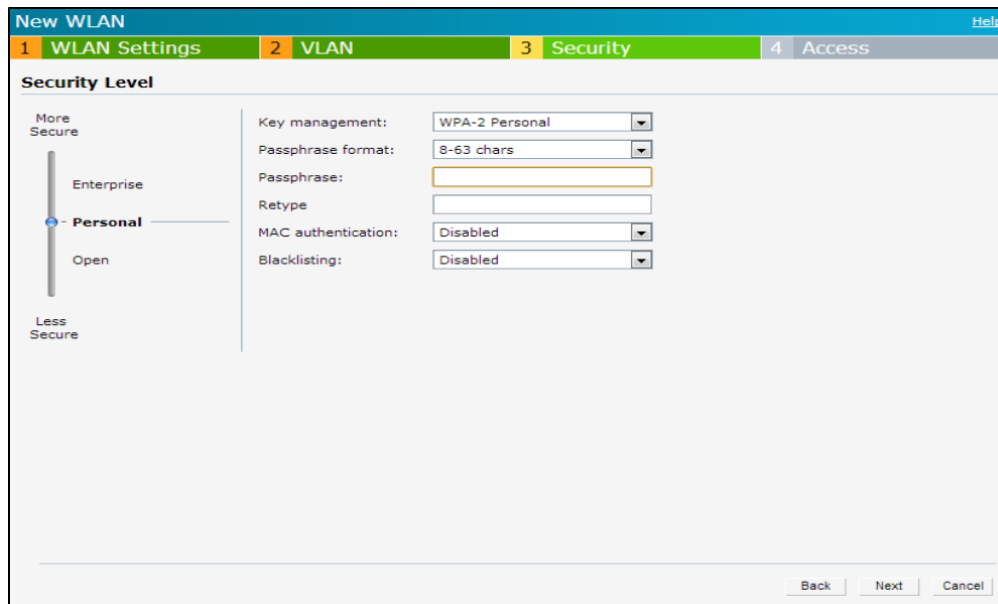 New WLAN
Help
1 WLAN Settings
2 VLAN
3 Security
4 Access
Security Level
More
Secure
Enterprise
Personal
Open
Less
Secure
Key management: WPA-2 Personal
Passphrase format: 8-63 chars
Passphrase:
Retype
MAC authentication: Disabled
Blacklisting: Disabled
Back
Next
Cancel